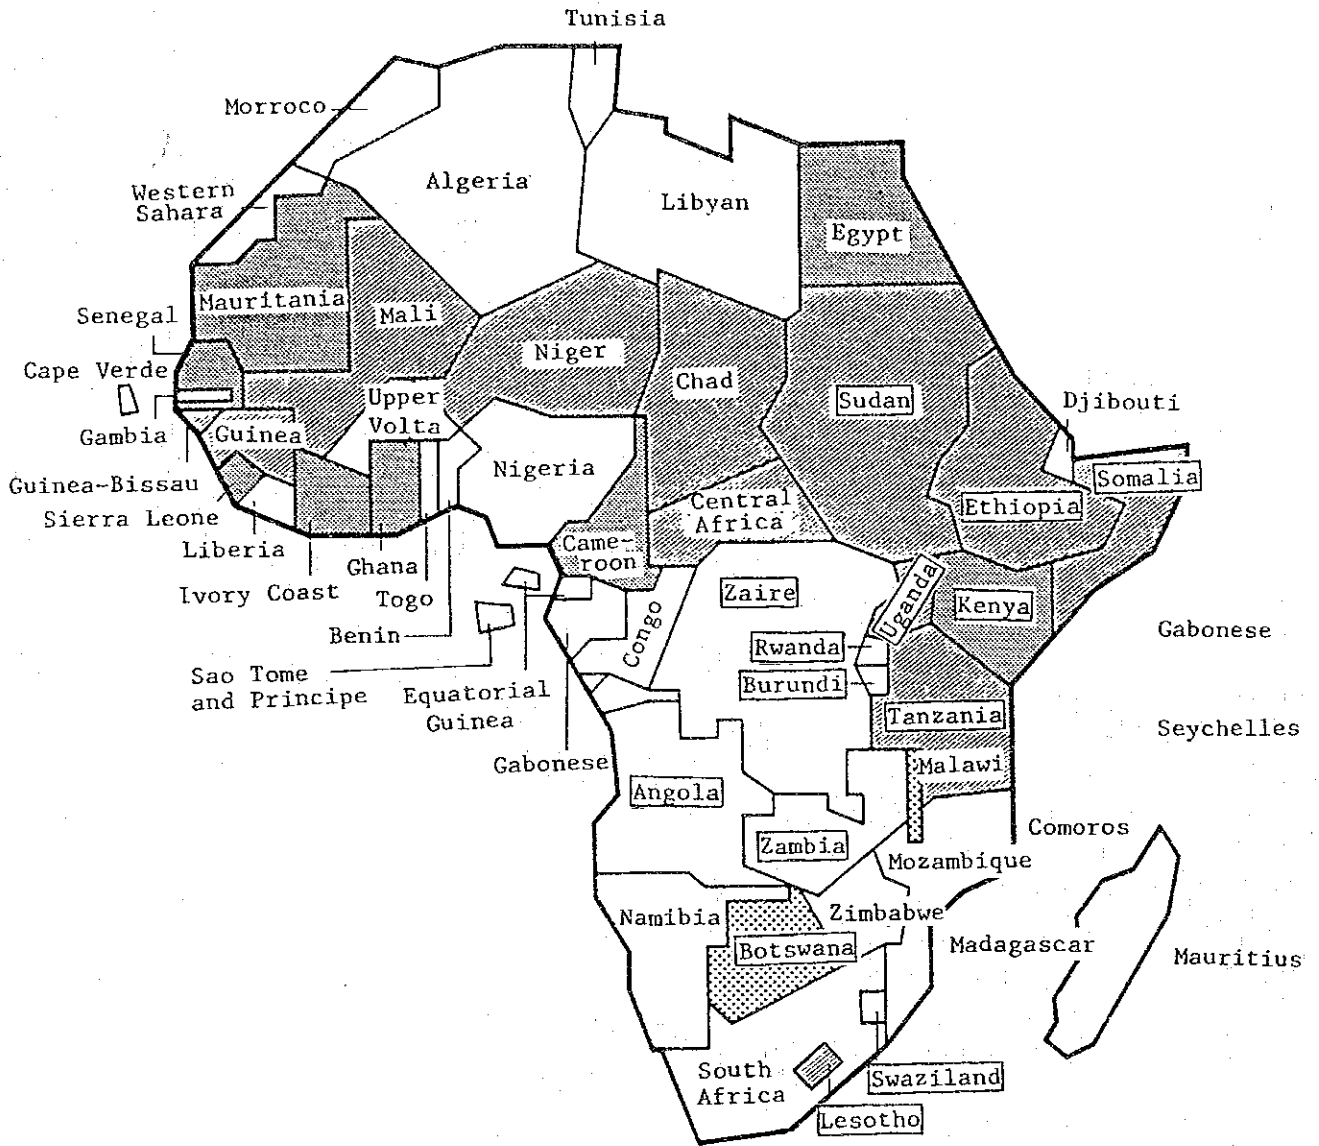 Tunisia
Morroco
Algeria
Western
Sahara
Libyan
Egypt
Mauritania
Senegal
Mali
Niger
Cape Verde
Chad
Upper
Volta
Sudan
Djibouti
Gambia
Guinea
Nigeria
Somalia
Guinea-Bissau
Central
Africa
Ethiopia
Sierra Leone
Liberia
Came-
roon
Ghana
Ivory Coast
Togo
Zaire
Uganda
Kenya
Benin
Congo
Rwanda
Gabonese
Sao Tome
and Principe
Burundi
Equatorial
Guinea
Tanzania
Seychelles
Gabonese
Malawi
Angola
Comoros
Zambia
Mozambique
Namibia
Zimbabwe
Botswana
Madagascar
Mauritius
South
Africa
Swaziland
Lesotho